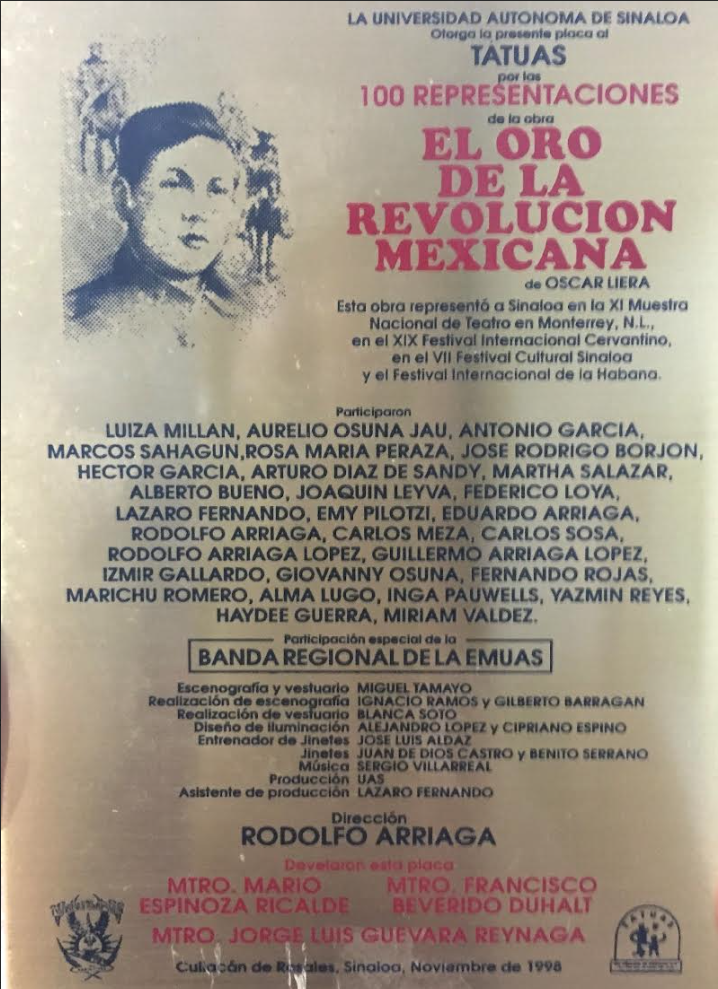 LA UNIVERSIDAD AUTONOMA DE SINALOA
Otorga la presente placa al
TATUAS
por las
100 REPRESENTACIONES
de la obra
EL ORO
DE LA
REVOLUCION
MEXICANA
de OSCAR LIERA
Esta obra representó a Sinaloa en la XI Muestra
Nacional de Teatro en Monterrey, N.L.,
en el XIX Festival Internacional Cervantino,
en el VII Festival Cultural Sinaloa
y el Festival Internacional de la Habana.
Participaron
LUIZA MILLAN, AURELIO OSUNA JAU, ANTONIO GARCIA,
MARCOS SAHAGUN,ROSA MARIA PERAZA, JOSE RODRIGO BORJON,
HECTOR GARCIA, ARTURO DIAZ DE SANDY, MARTHA SALAZAR,
ALBERTO BUENO, JOAQUIN LEYVA, FEDERICO LOYA,
LAZARO FERNANDO, EMY PILOTZI, EDUARDO ARRIAGA,
RODOLFO ARRIAGA, CARLOS MEZA, CARLOS SOSA,
RODOLFO ARRIAGA LOPEZ, GUILLERMO ARRIAGA LOPEZ,
IZMIR GALLARDO, GIOVANNY OSUNA, FERNANDO ROJAS,
MARICHU ROMERO, ALMA LUGO, INGA PAUWELLS, YAZMIN REYES,
HAYDEE GUERRA, MIRIAM VALDEZ.
Participación especial de la
BANDA REGIONAL DE LA EMUAS
Escenografía y vestuario MIGUEL TAMAYO
Realización de escenografía IGNACIO RAMOS y GILBERTO BARRAGAN
Realización de vestuario BLANCA SOTO
Diseño de iluminación ALEJANDRO LOPEZ y CIPRIANO ESPINO
Entrenador de Jinetes JOSE LUIS ALDAZ
Jinetes JUAN DE DIOS CASTRO y BENITO SERRANO
Música SERGIO VILLARREAL
Producción UAS
Asistente de producción LAZARO FERNANDO
Dirección
RODOLFO ARRIAGA
Develaron esta placa
MTRO. MARIO ESPINOZA RICALDE
MTRO. FRANCISCO BEVERIDO DUHALT
MTRO. JORGE LUIS GUEVARA REYNAGA
Culiacán de Rosales, Sinaloa, Noviembre de 1998
TATUAS